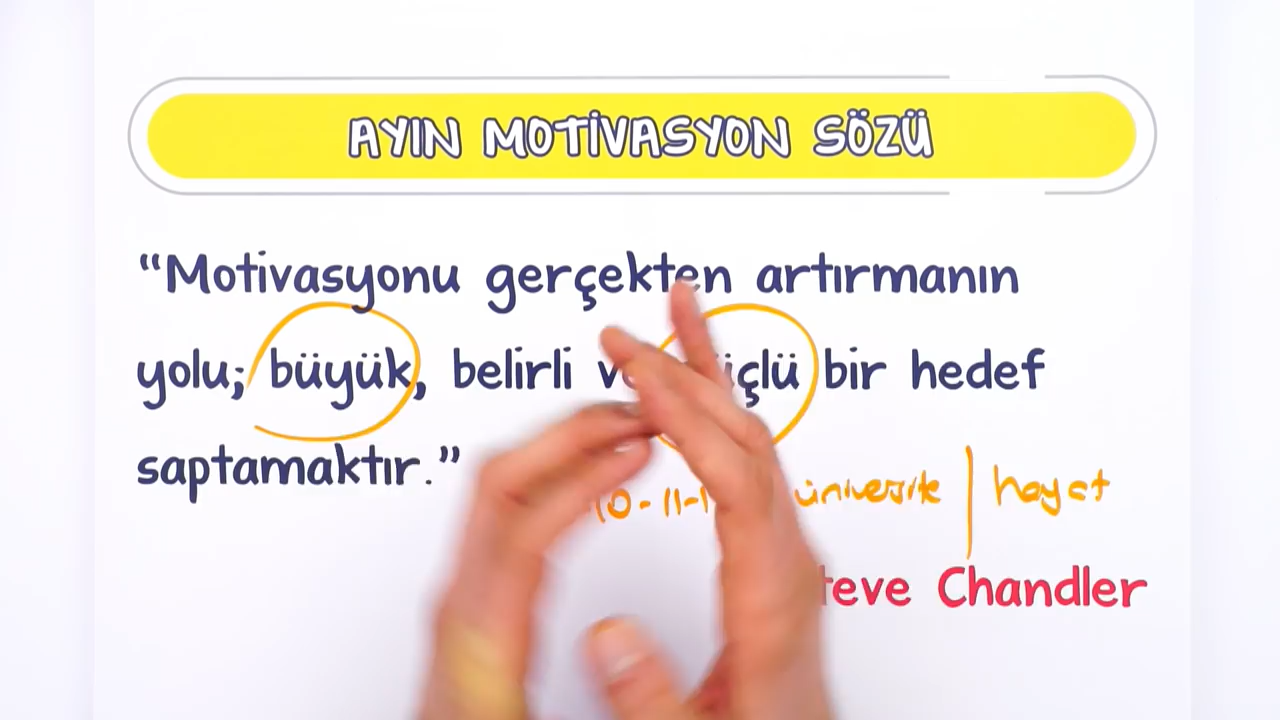 AYIN MOTİVASYON SÖZÜ
“Motivasyonu gerçekten artırmanın
yolu; büyük, belirli bir hedef
saptamaktır.”
üniversite | hayat
Chandler